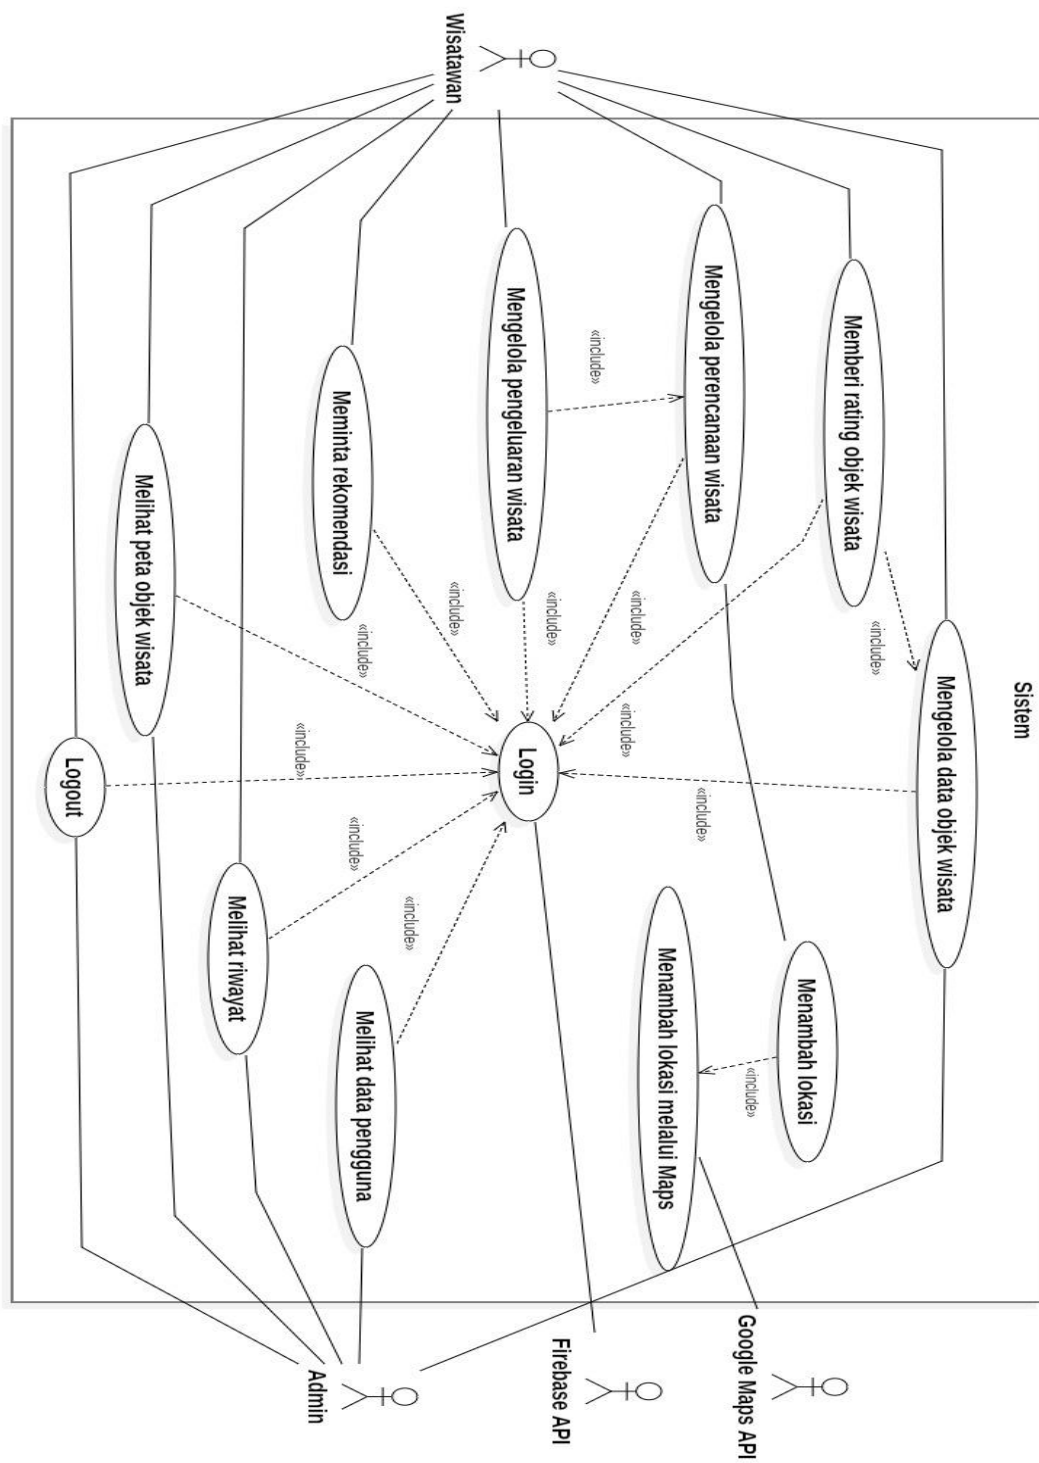 Sistem
Wisatawan
Mengelola data objek wisata
Memberi rating objek wisata
«include»
Mengelola perencanaan wisata
«include»
Mengelola pengeluaran wisata
«include»
«include»
«include»
«include»
Menambah lokasi
«include»
Menambah lokasi melalui Maps
Meminta rekomendasi
«include»
Login
Melihat peta objek wisata
«include»
Melihat data pengguna
«include»
Melihat riwayat
«include»
Logout
«include»
Google Maps API
Firebase API
Admin